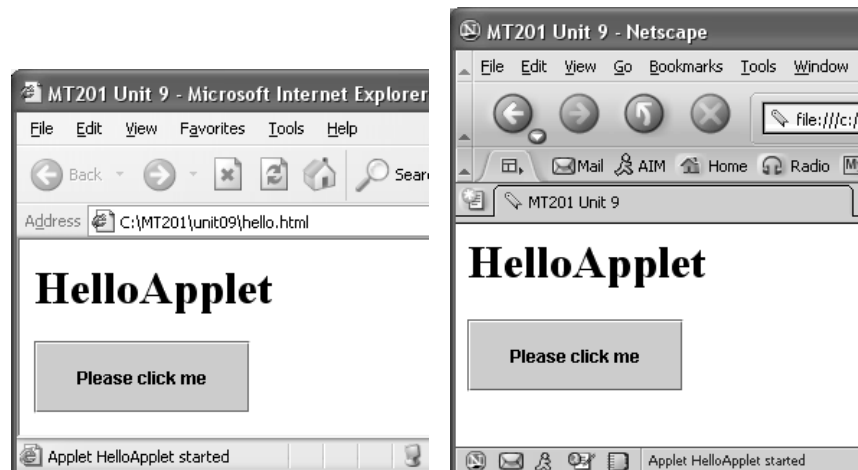 MT201 Unit 9 - Microsoft Internet Explorer
File Edit View Favorites Tools Help
Back
Address C:\MT201\unit09\hello.html
HelloApplet
Please click me
Applet HelloApplet started
MT201 Unit 9 - Netscape
File Edit View Go Bookmarks Tools Window
file:///c:/
Mail AIM Home Radio
MT201 Unit 9
HelloApplet
Please click me
Applet HelloApplet started